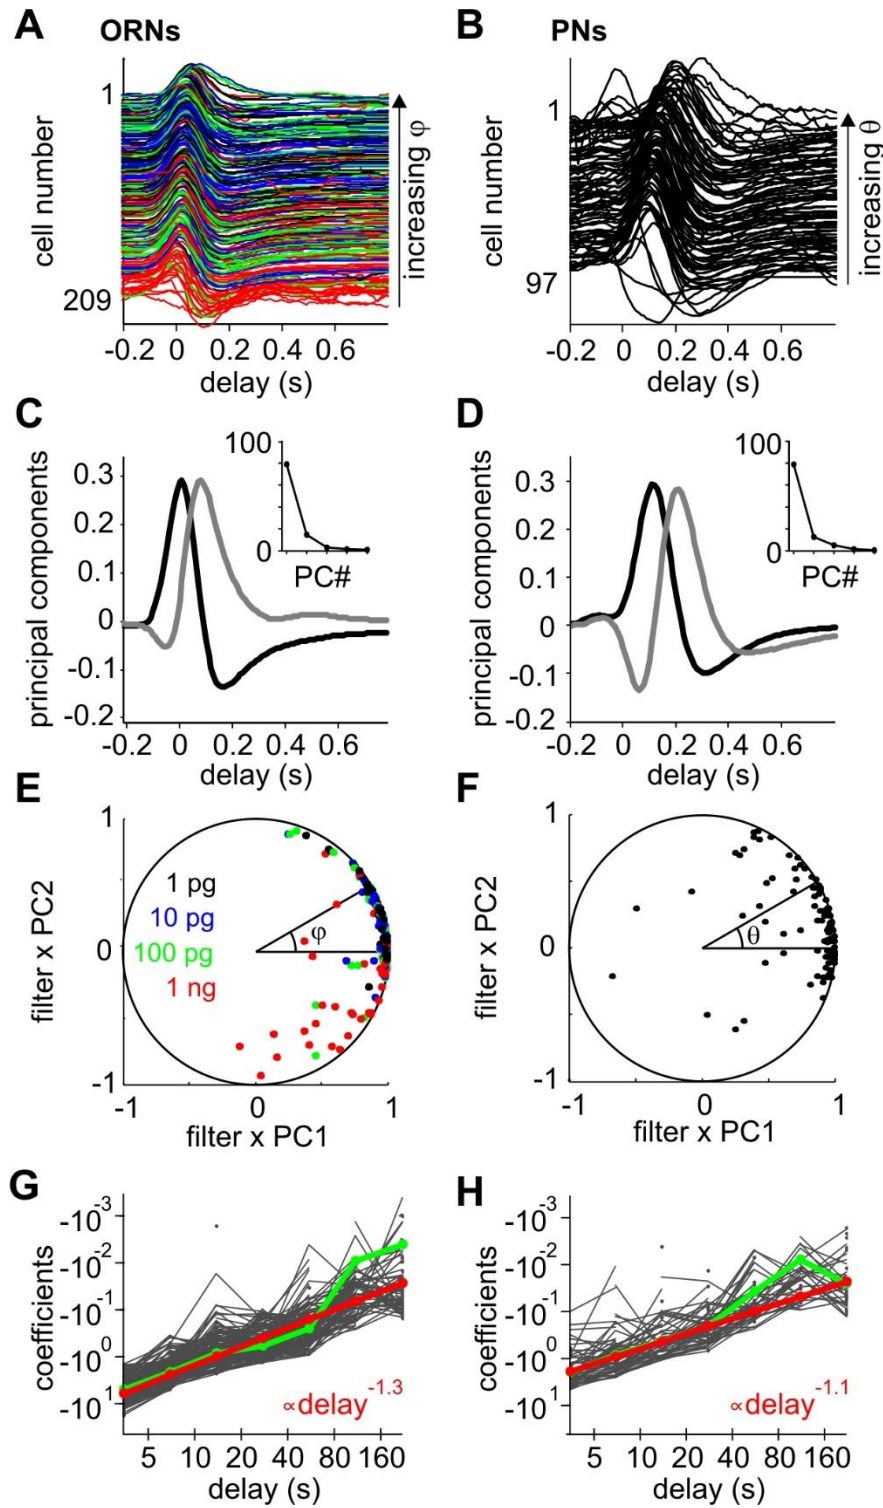 A ORNs
B PNs
1
209
cell number
increasing φ
-0.2 0 0.2 0.4 0.6
delay (s)
1
97
cell number
increasing θ
-0.2 0 0.2 0.4 0.6
delay (s)
C
principal components
0.3
0.2
0.1
0
-0.1
-0.2
-0.2 0 0.2 0.4 0.6
delay (s)
100
0
PC#
D
principal components
0.3
0.2
0.1
0
-0.1
-0.2
-0.2 0 0.2 0.4 0.6
delay (s)
100
0
PC#
E
filter x PC2
1
0
-1
1 pg
10 pg
100 pg
1 ng
φ
-1 0 1
filter x PC1
F
filter x PC2
1
0
-1
θ
-1 0 1
filter x PC1
G
coefficients
-10⁻³
-10⁻²
-10⁻¹
-10⁰
-10¹
∝delay⁻¹·³
5 10 20 40 80 160
delay (s)
H
coefficients
-10⁻³
-10⁻²
-10⁻¹
-10⁰
-10¹
∝delay⁻¹·¹
5 10 20 40 80 160
delay (s)